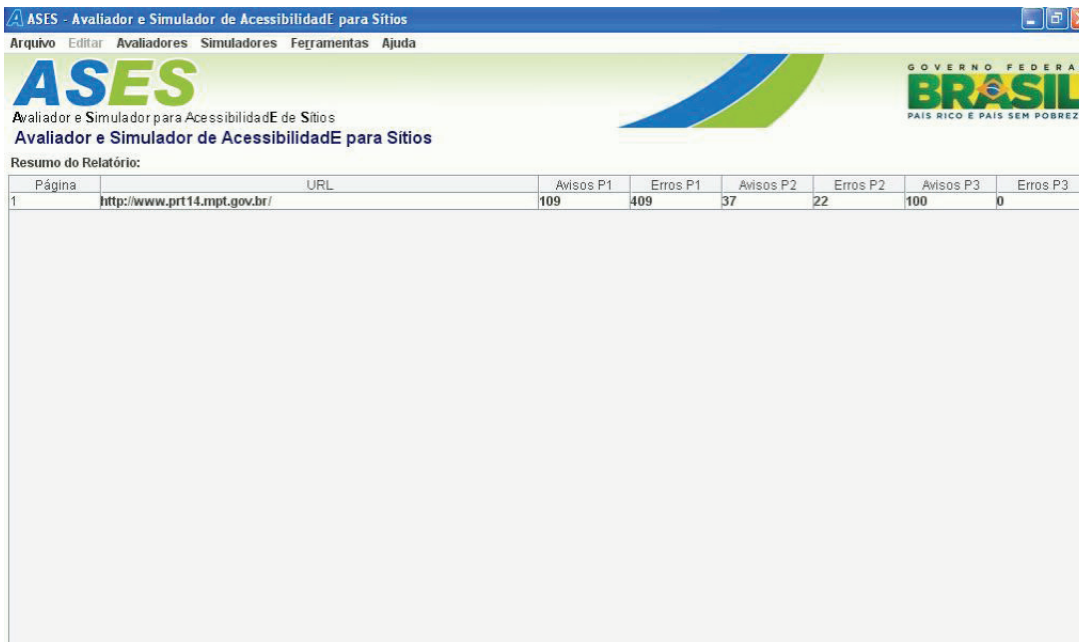 ASES - Avaliador e Simulador de AcessibilidadE para Sítios
Arquivo Editar Avaliadores Simuladores Ferramentas Ajuda
ASES
Avaliador e Simulador para AcessibilidadE de Sítios
GOVERNO FEDERA
BRASIL
PAÍS RICO É PAÍS SEM POBREZ
Avaliador e Simulador de AcessibilidadE para Sítios
Resumo do Relatório:
Página URL Avisos P1 Erros P1 Avisos P2 Erros P2 Avisos P3 Erros P3
1 http://www.prt14.mpt.gov.br/ 109 409 37 22 100 0